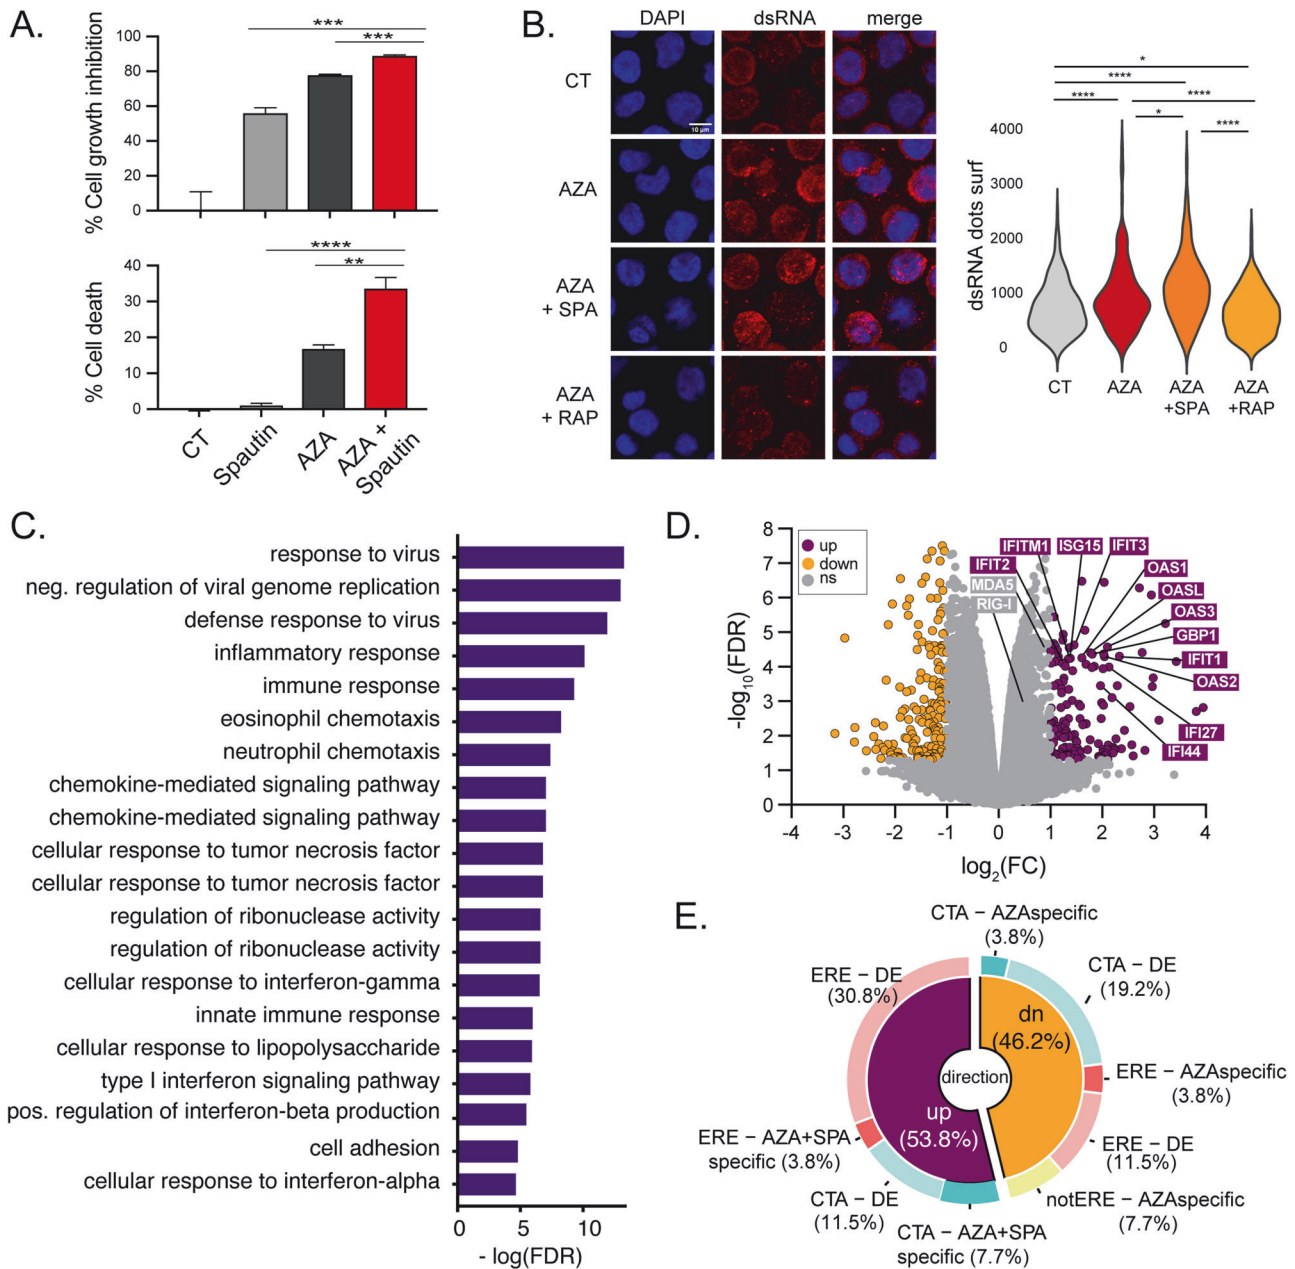 A.
% Cell growth inhibition
100
80
60
40
20
0
***
***
% Cell death
40
30
20
10
0
****
**
CT
Spautin
AZA
AZA +
Spautin
B.
DAPI
dsRNA
merge
CT
10 µm
AZA
AZA
+ SPA
AZA
+ RAP
dsRNA dots surf
4000
3000
2000
1000
0
*
****
****
****
*
****
CT
AZA
AZA
+SPA
AZA
+RAP
C.
response to virus
neg. regulation of viral genome replication
defense response to virus
inflammatory response
immune response
eosinophil chemotaxis
neutrophil chemotaxis
chemokine-mediated signaling pathway
chemokine-mediated signaling pathway
cellular response to tumor necrosis factor
cellular response to tumor necrosis factor
regulation of ribonuclease activity
regulation of ribonuclease activity
cellular response to interferon-gamma
innate immune response
cellular response to lipopolysaccharide
type I interferon signaling pathway
pos. regulation of interferon-beta production
cell adhesion
cellular response to interferon-alpha
0
5
10
- log(FDR)
D.
-log10(FDR)
8
7
6
5
4
3
2
1
0
up
down
ns
IFITM1
ISG15
IFIT3
IFIT2
MDA5
RIG-I
OAS1
OASL
OAS3
GBP1
IFIT1
OAS2
IFI27
IFI44
-4
-3
-2
-1
0
1
2
3
4
log2(FC)
E.
CTA – AZAspecific
(3.8%)
ERE – DE
(30.8%)
CTA – DE
(19.2%)
dn
(46.2%)
direction
ERE – AZAspecific
(3.8%)
up
(53.8%)
ERE – AZA+SPA
specific (3.8%)
ERE – DE
(11.5%)
CTA – DE
(11.5%)
notERE – AZAspecific
(7.7%)
CTA – AZA+SPA
specific (7.7%)